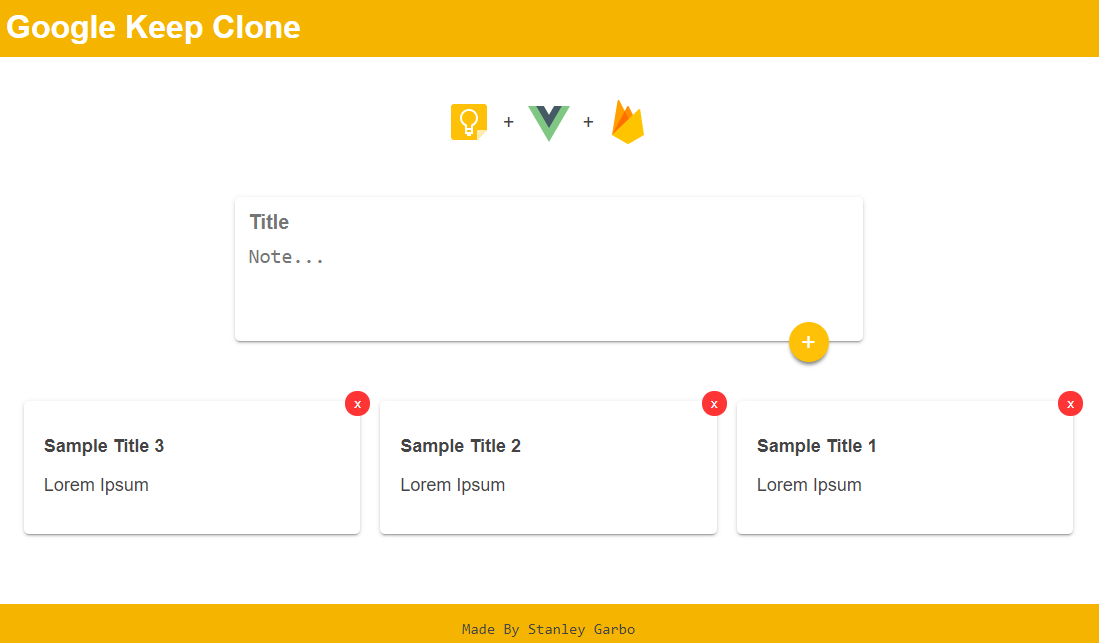 Google Keep Clone
+ +
Title
Note...
+
x x x
Sample Title 3 Sample Title 2 Sample Title 1
Lorem Ipsum Lorem Ipsum Lorem Ipsum
Made By Stanley Garbo